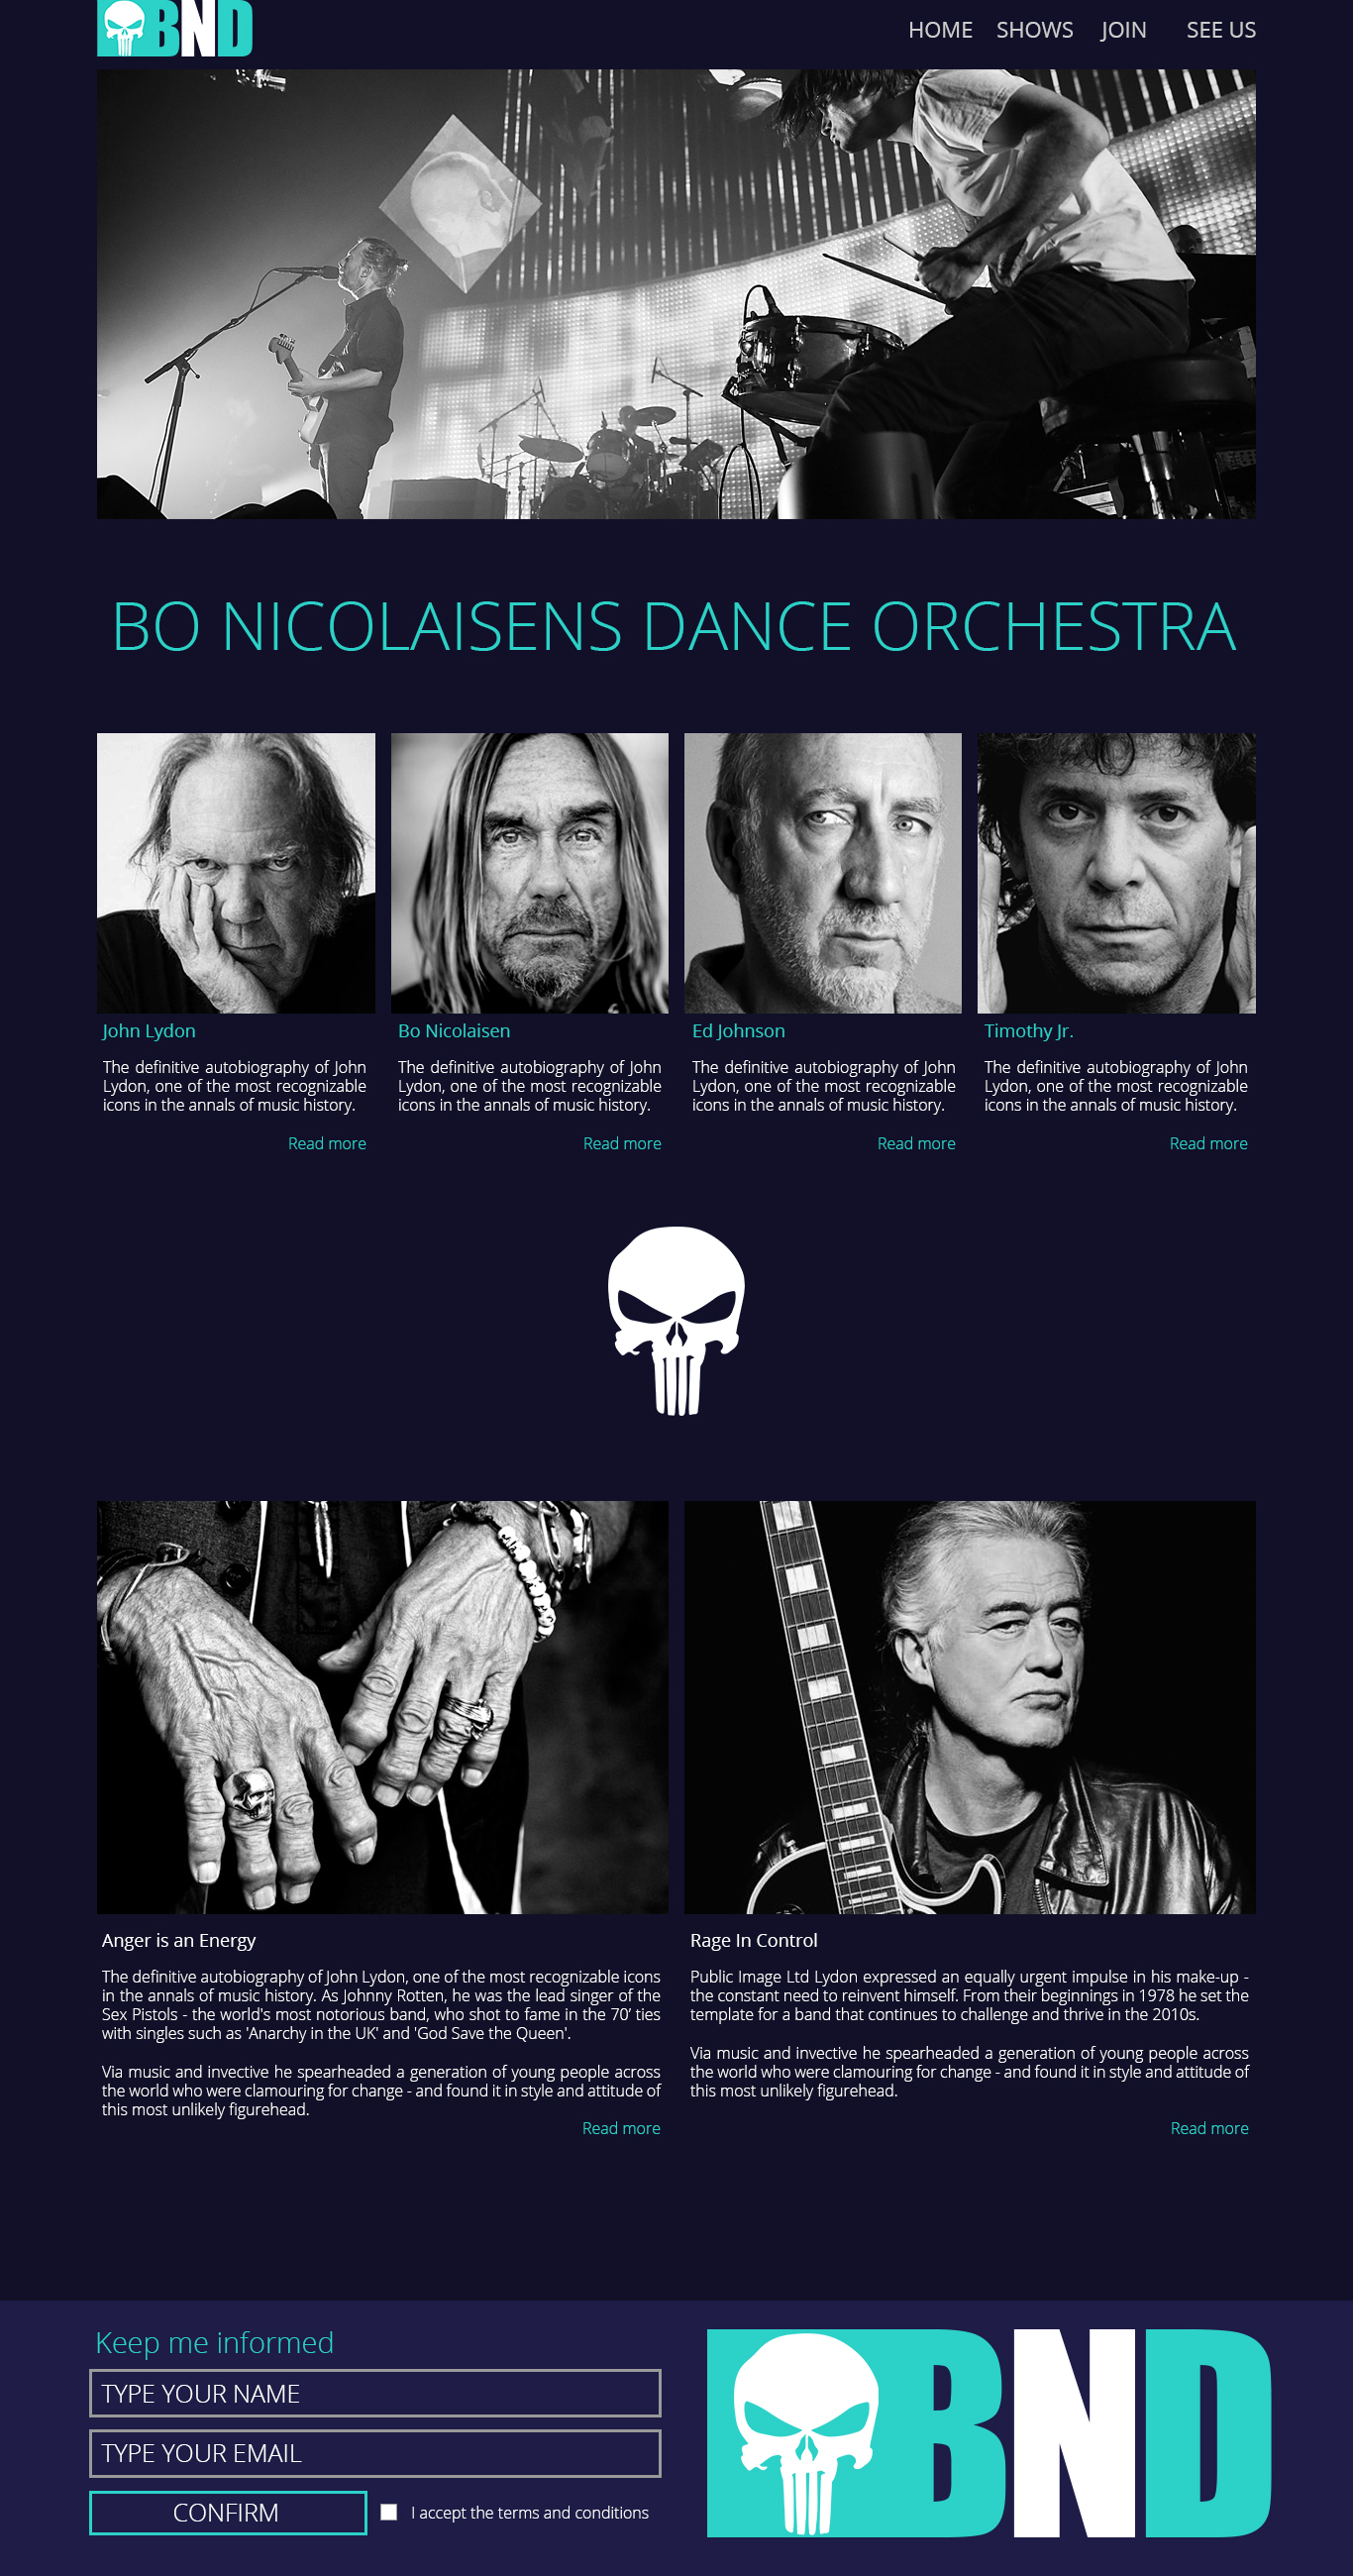 BND
HOME SHOWS JOIN SEE US
BO NICOLAISENS DANCE ORCHESTRA
John Lydon
The definitive autobiography of John
Lydon, one of the most recognizable
icons in the annals of music history.
Read more
Bo Nicolaisen
The definitive autobiography of John
Lydon, one of the most recognizable
icons in the annals of music history.
Read more
Ed Johnson
The definitive autobiography of John
Lydon, one of the most recognizable
icons in the annals of music history.
Read more
Timothy Jr.
The definitive autobiography of John
Lydon, one of the most recognizable
icons in the annals of music history.
Read more
Anger is an Energy
The definitive autobiography of John Lydon, one of the most recognizable icons
in the annals of music history. As Johnny Rotten, he was the lead singer of the
Sex Pistols - the world's most notorious band, who shot to fame in the 70’ ties
with singles such as 'Anarchy in the UK' and 'God Save the Queen'.
Via music and invective he spearheaded a generation of young people across
the world who were clamouring for change - and found it in style and attitude of
this most unlikely figurehead.
Read more
Rage In Control
Public Image Ltd Lydon expressed an equally urgent impulse in his make-up -
the constant need to reinvent himself. From their beginnings in 1978 he set the
template for a band that continues to challenge and thrive in the 2010s.
Via music and invective he spearheaded a generation of young people across
the world who were clamouring for change - and found it in style and attitude of
this most unlikely figurehead.
Read more
Keep me informed
TYPE YOUR NAME
TYPE YOUR EMAIL
CONFIRM
I accept the terms and conditions
BND